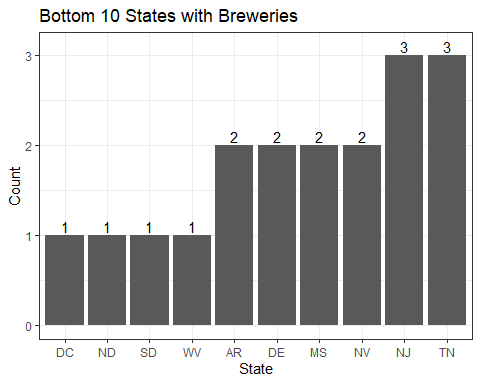 Bottom 10 States with Breweries
3
2
1
0
Count
1 1 1 1 2 2 2 2 3 3
DC ND SD WV AR DE MS NV NJ TN
State